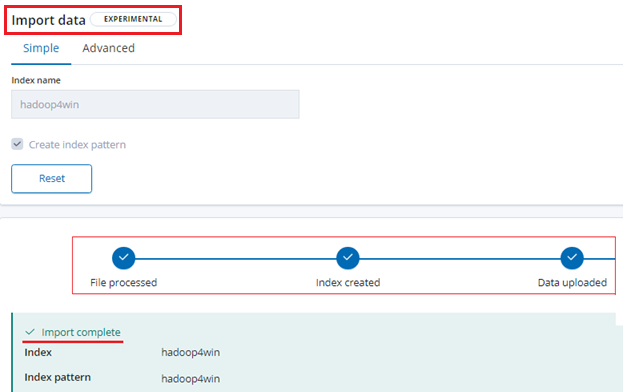 Import data EXPERIMENTAL
Simple Advanced
Index name
hadoop4win
Create index pattern
Reset
File processed Index created Data uploaded
Import complete
Index hadoop4win
Index pattern hadoop4win